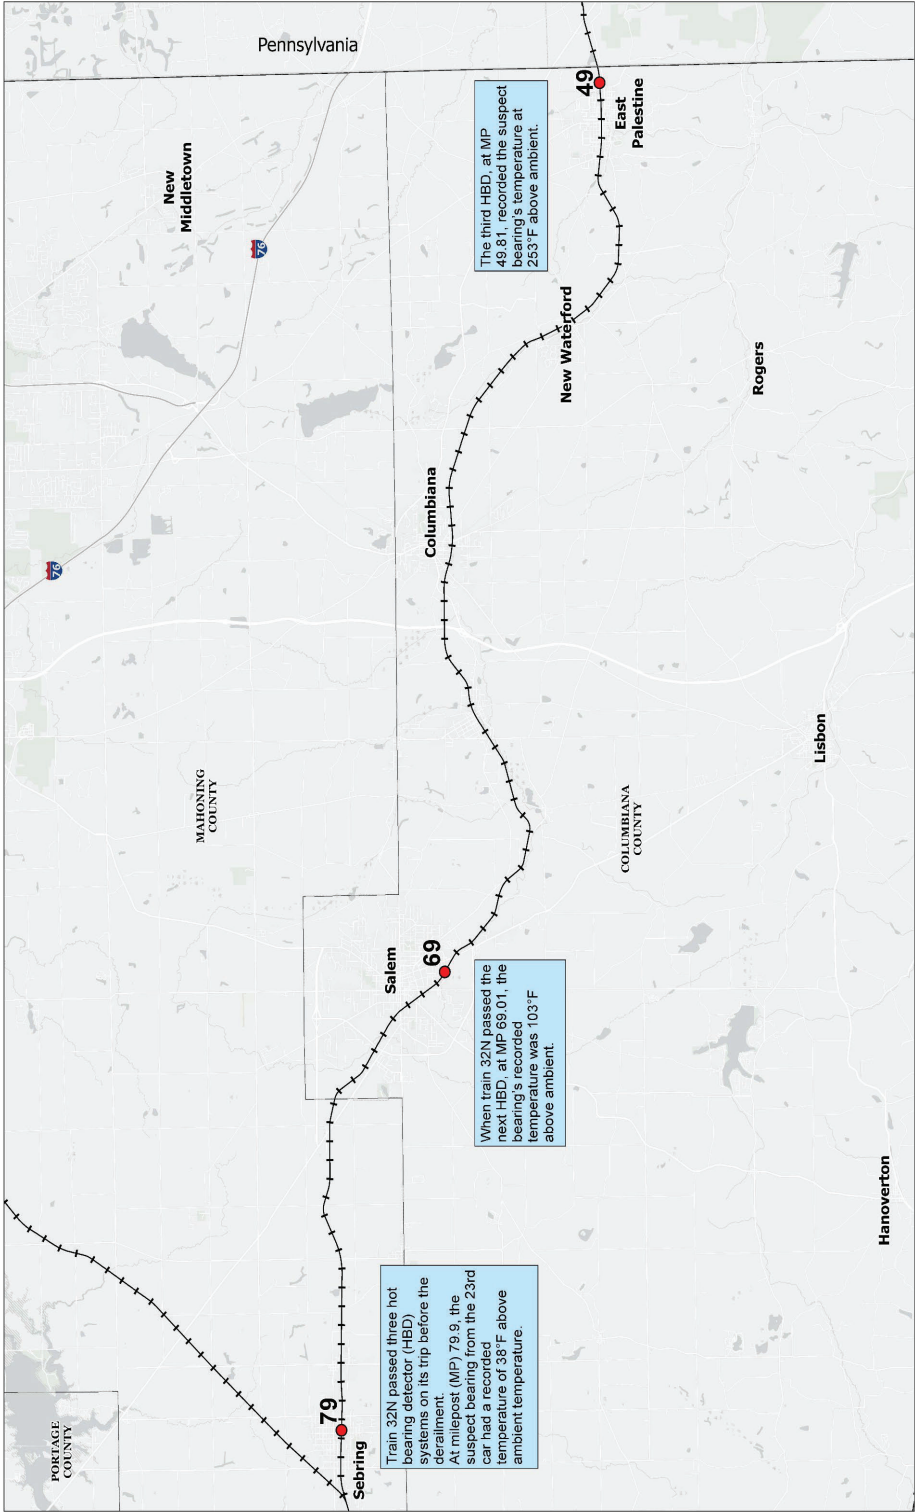 Pennsylvania
New
Middletown
76
76
MAHONING
COUNTY
PORTAGE
COUNTY
79
Sebring
Train 32N passed three hot
bearing detector (HBD)
systems on its trip before the
derailment.
At milepost (MP) 79.9, the
suspect bearing from the 23rd
car had a recorded
temperature of 38°F above
ambient temperature.
Salem
69
When train 32N passed the
next HBD, at MP 69.01, the
bearing's recorded
temperature was 103°F
above ambient.
Columbiana
The third HBD, at MP
49.81, recorded the suspect
bearing's temperature at
253°F above ambient.
49
East
Palestine
New Waterford
COLUMBIANA
COUNTY
Rogers
Lisbon
Hanoverton